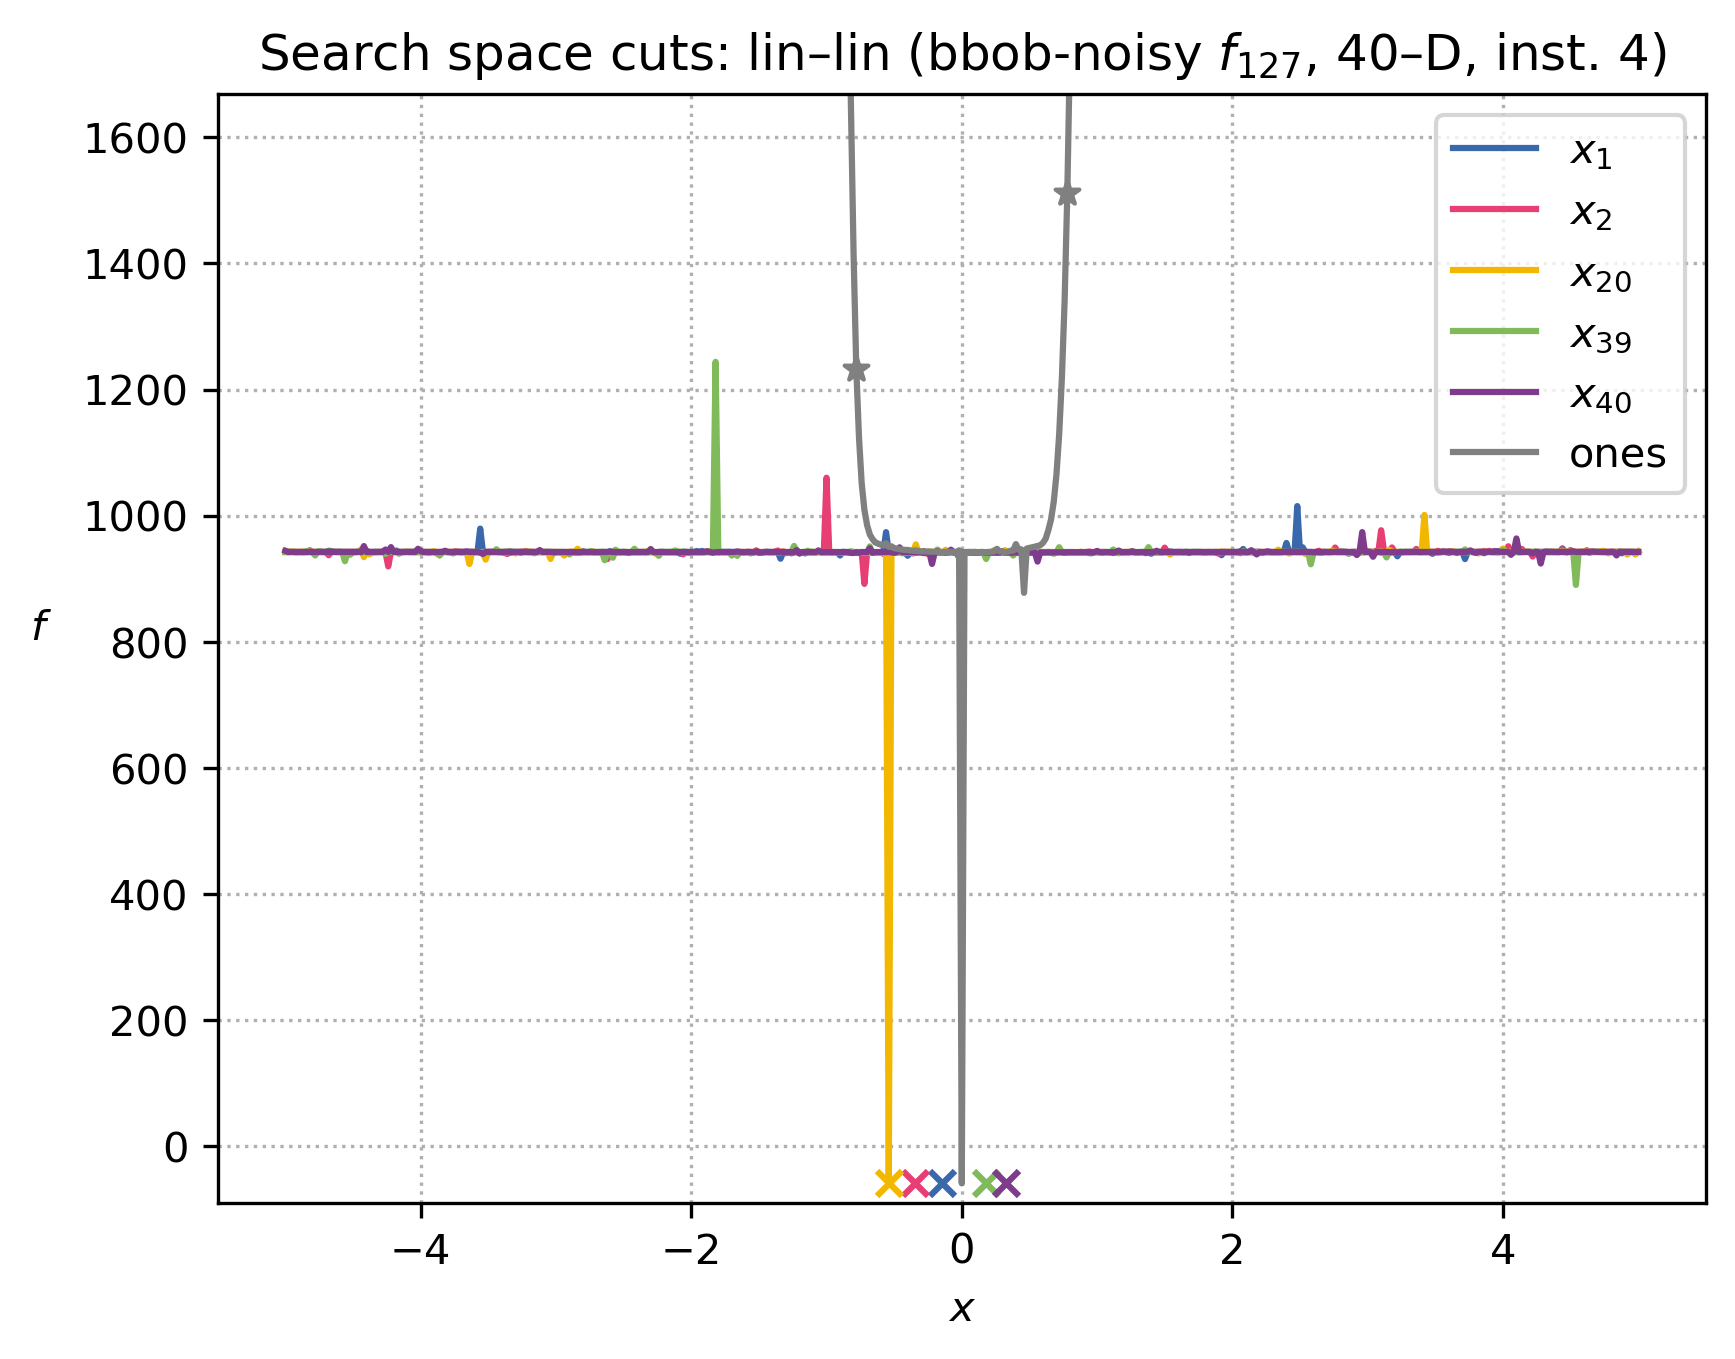 Search space cuts: lin–lin (bbob-noisy f127, 40–D, inst. 4)
1600
1400
1200
1000
800
600
400
200
0
f
x1
x2
x20
x39
x40
ones
−4
−2
0
2
4
x